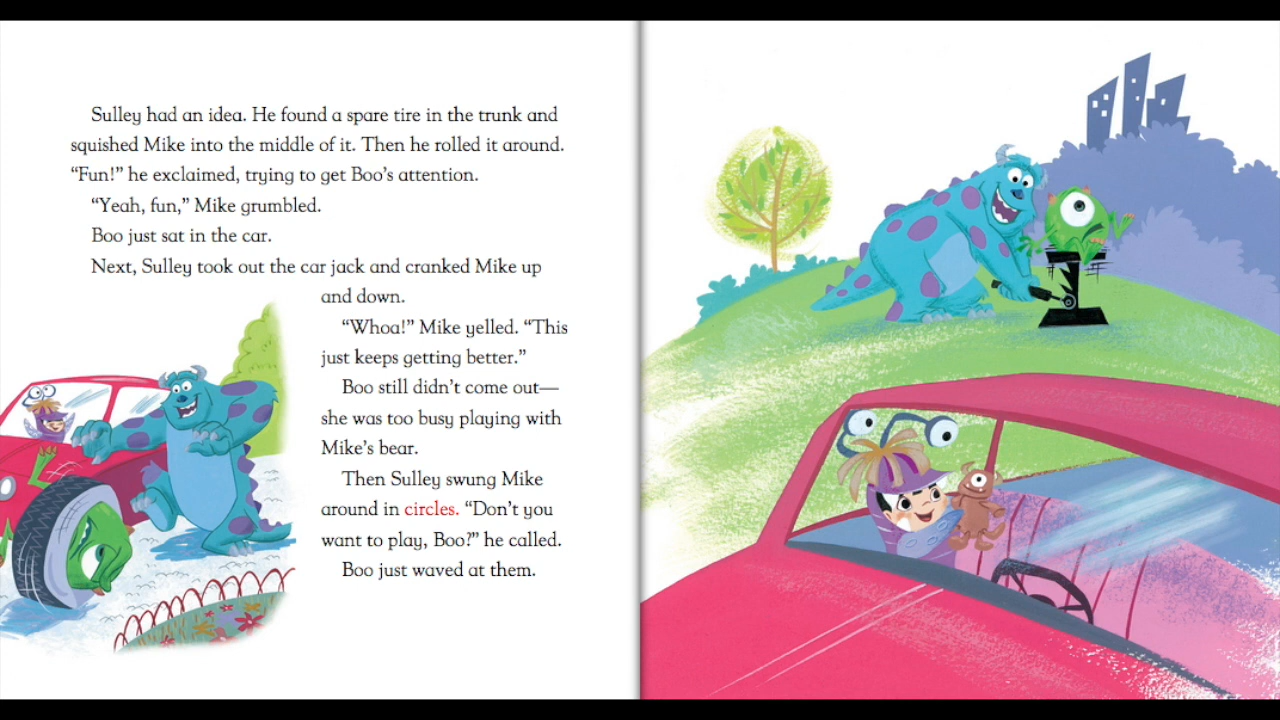 Sulley had an idea. He found a spare tire in the trunk and
squished Mike into the middle of it. Then he rolled it around.
“Fun!” he exclaimed, trying to get Boo’s attention.
“Yeah, fun,” Mike grumbled.
Boo just sat in the car.
Next, Sulley took out the car jack and cranked Mike up
and down.
“Whoa!” Mike yelled. “This
just keeps getting better.”
Boo still didn’t come out—
she was too busy playing with
Mike’s bear.
Then Sulley swung Mike
around in circles. “Don’t you
want to play, Boo?” he called.
Boo just waved at them.